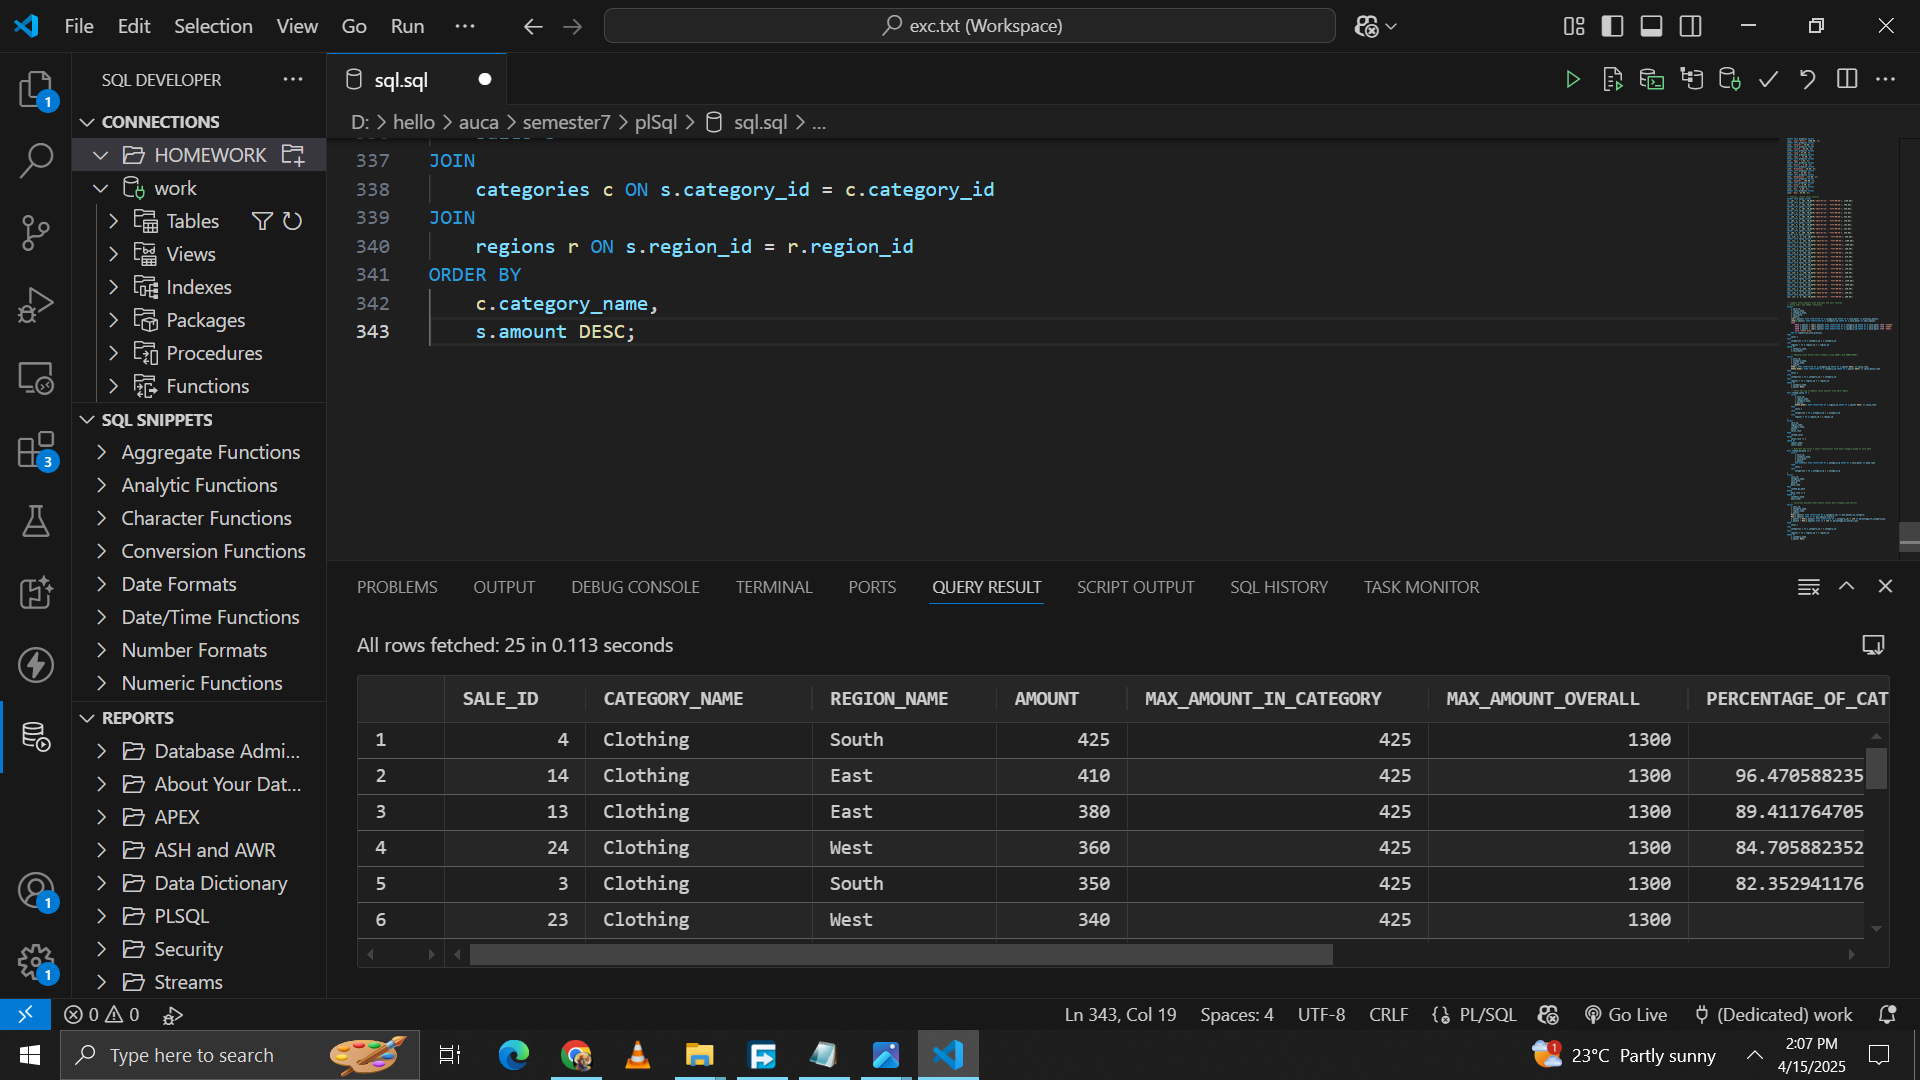 File Edit Selection View Go Run ··· exc.txt (Workspace)
SQL DEVELOPER ···
CONNECTIONS
HOMEWORK
work
Tables
Views
Indexes
Packages
Procedures
Functions
SQL SNIPPETS
Aggregate Functions
Analytic Functions
Character Functions
Conversion Functions
Date Formats
Date/Time Functions
Number Formats
Numeric Functions
REPORTS
Database Admi...
About Your Dat...
APEX
ASH and AWR
Data Dictionary
PLSQL
Security
Streams
1
3
1
1
sql.sql
D: > hello > auca > semester7 > plSql > sql.sql > ...
337 JOIN
338 categories c ON s.category_id = c.category_id
339 JOIN
340 regions r ON s.region_id = r.region_id
341 ORDER BY
342 c.category_name,
343 s.amount DESC;
PROBLEMS OUTPUT DEBUG CONSOLE TERMINAL PORTS QUERY RESULT SCRIPT OUTPUT SQL HISTORY TASK MONITOR
All rows fetched: 25 in 0.113 seconds
SALE_ID CATEGORY_NAME REGION_NAME AMOUNT MAX_AMOUNT_IN_CATEGORY MAX_AMOUNT_OVERALL PERCENTAGE_OF_CAT
1 4 Clothing South 425 425 1300
2 14 Clothing East 410 425 1300 96.470588235
3 13 Clothing East 380 425 1300 89.411764705
4 24 Clothing West 360 425 1300 84.705882352
5 3 Clothing South 350 425 1300 82.352941176
6 23 Clothing West 340 425 1300
0 0 Ln 343, Col 19 Spaces: 4 UTF-8 CRLF PL/SQL Go Live (Dedicated) work
Type here to search 1 23°C Partly sunny 2:07 PM
4/15/2025